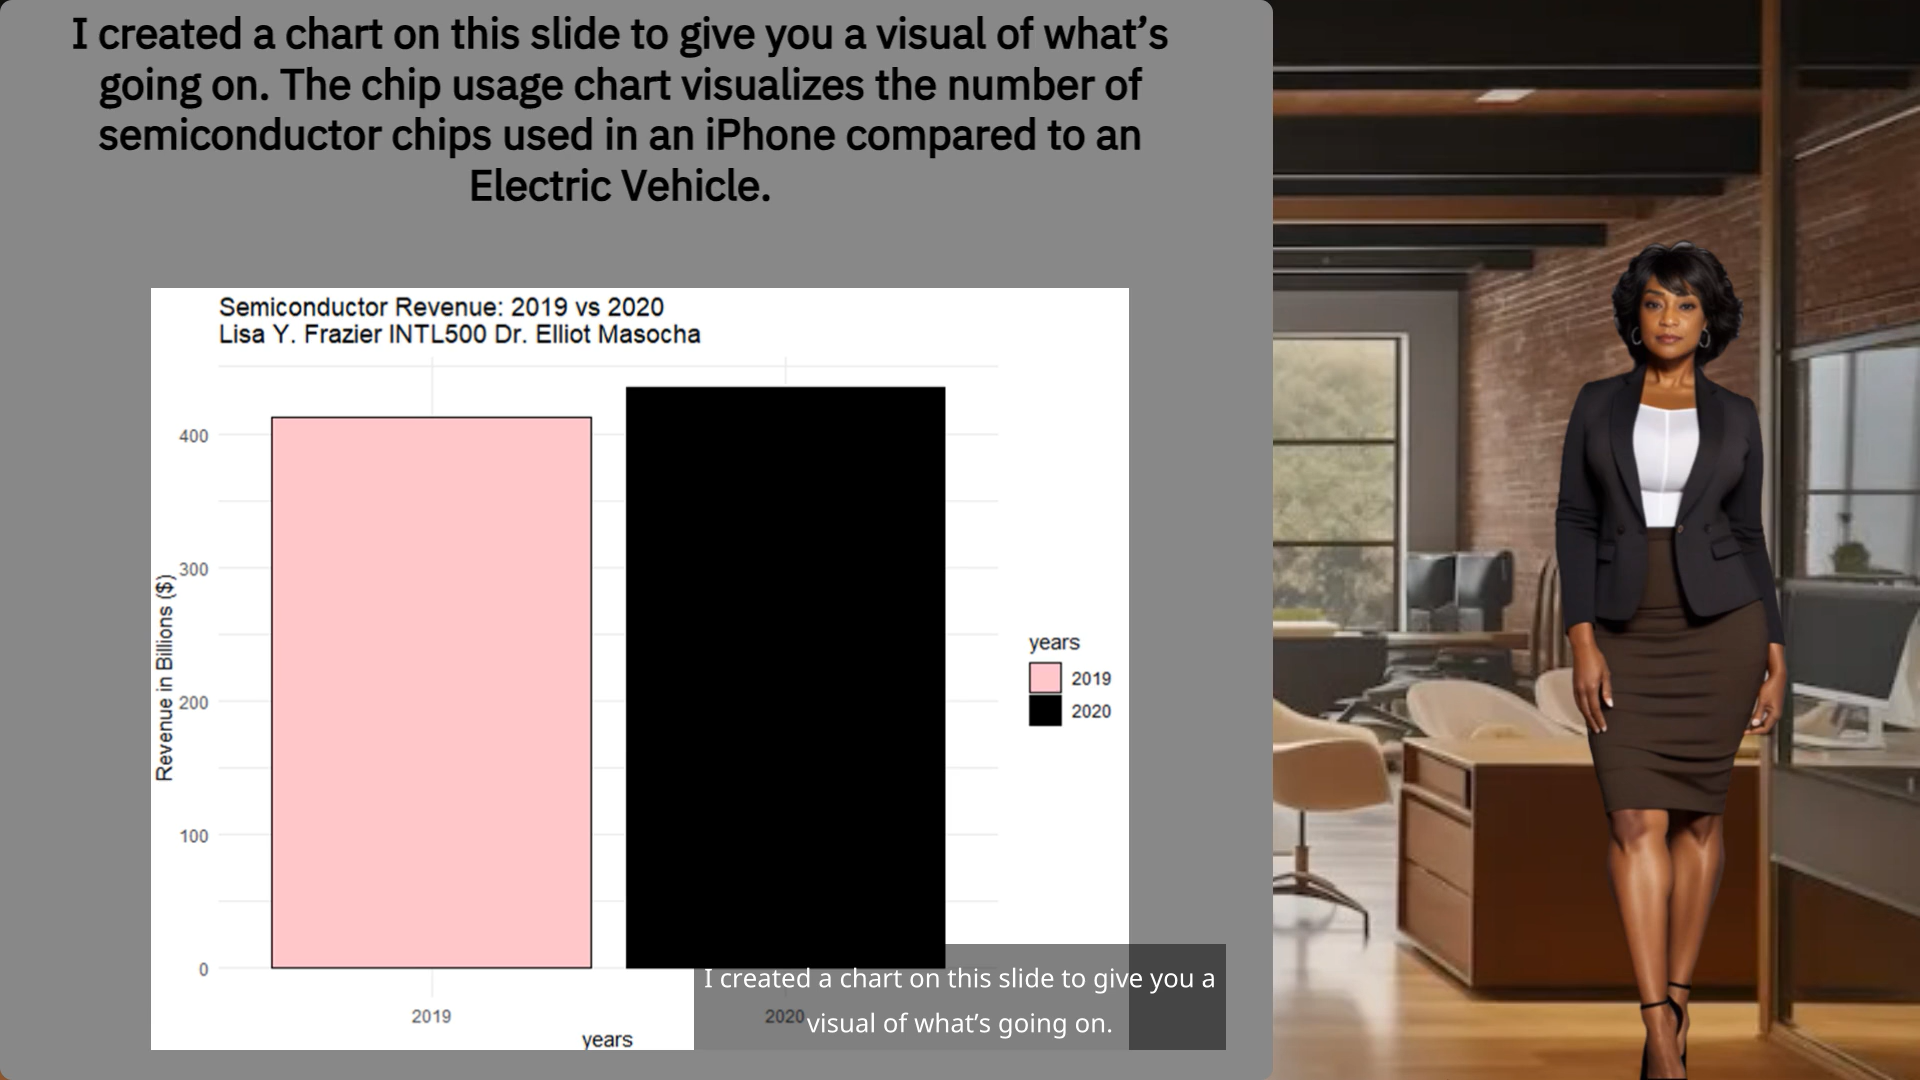 I created a chart on this slide to give you a visual of what’s
going on. The chip usage chart visualizes the number of
semiconductor chips used in an iPhone compared to an
Electric Vehicle.
Semiconductor Revenue: 2019 vs 2020
Lisa Y. Frazier INTL500 Dr. Elliot Masocha
Revenue in Billions ($)
400
300
200
100
0
2019
2020
years
years
2019
2020
I created a chart on this slide to give you a
visual of what’s going on.